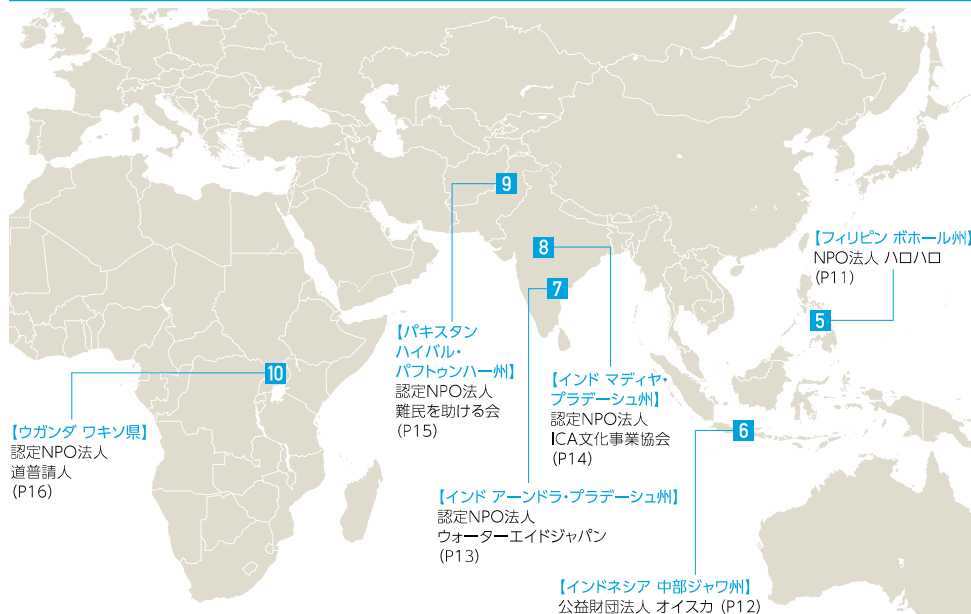 9
8
7
5
6
10
【フィリピン ボホール州】
NPO法人 ハロハロ
(P11)
【パキスタン
ハイバル・
パフトゥンハー州】
認定NPO法人
難民を助ける会
(P15)
【インド マディヤ・
プラデーシュ州】
認定NPO法人
ICA文化事業協会
(P14)
【ウガンダ ワキソ県】
認定NPO法人
道普請人
(P16)
【インド アーンドラ・プラデーシュ州】
認定NPO法人
ウォーターエイドジャパン
(P13)
【インドネシア 中部ジャワ州】
公益財団法人 オイスカ (P12)